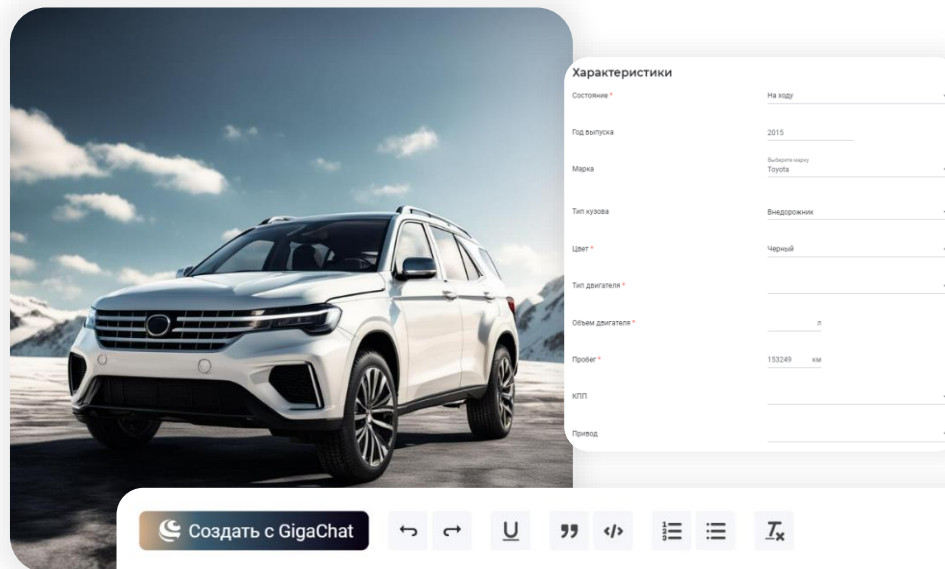 Характеристики
Состояние *
На ходу
Год выпуска
2015
Марка
Выберите марку
Toyota
Тип кузова
Внедорожник
Цвет *
Черный
Тип двигателя *
Объем двигателя *
л
Пробег *
153249 км
КПП
Привод
Создать с GigaChat